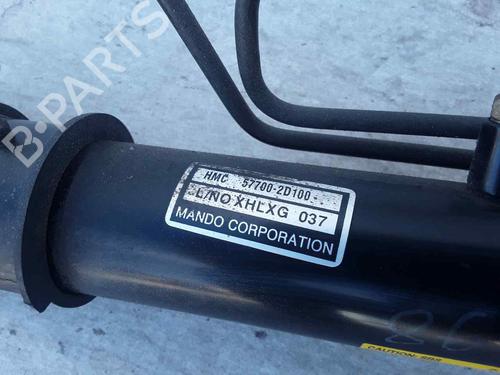 B-PARTS
HMC 57700-2D100
L/NO XHLXG 037
MANDO CORPORATION
CAUTION: